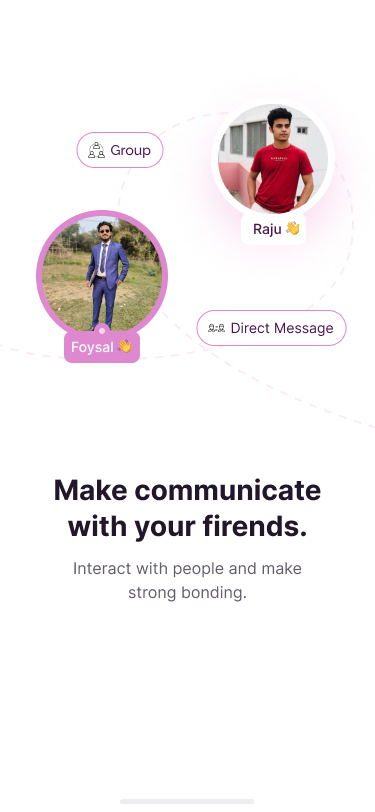 Group
Raju 👋
Direct Message
Foysal 👋
Make communicate
with your firends.
Interact with people and make
strong bonding.